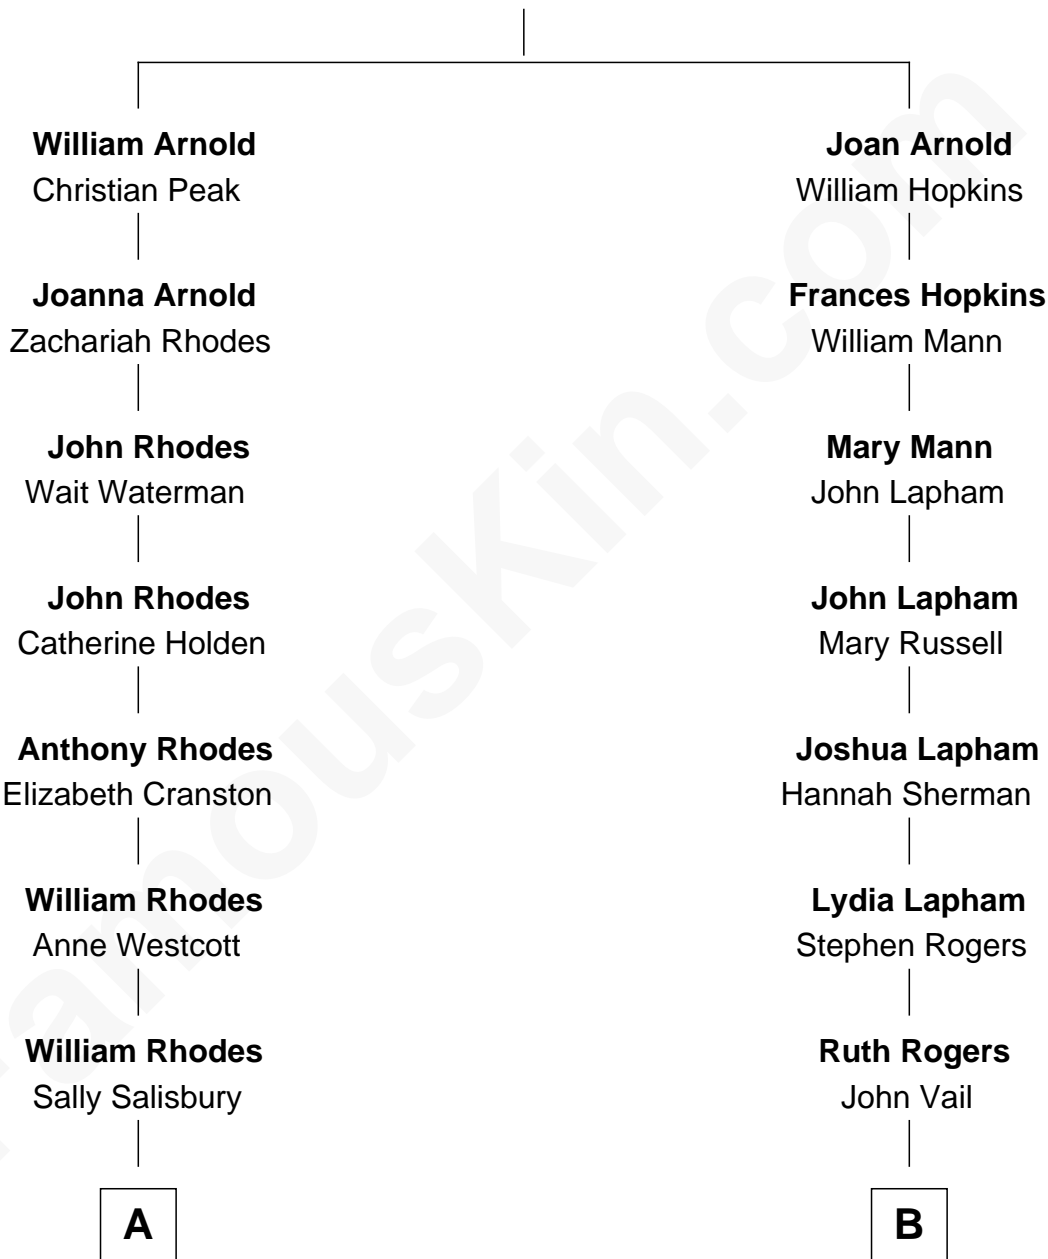 William Arnold
Christian Peak
Joanna Arnold
Zachariah Rhodes
John Rhodes
Wait Waterman
John Rhodes
Catherine Holden
Anthony Rhodes
Elizabeth Cranston
William Rhodes
Anne Westcott
William Rhodes
Sally Salisbury
A
Joan Arnold
William Hopkins
Frances Hopkins
William Mann
Mary Mann
John Lapham
John Lapham
Mary Russell
Joshua Lapham
Hannah Sherman
Lydia Lapham
Stephen Rogers
Ruth Rogers
John Vail
B
FamousKin.com